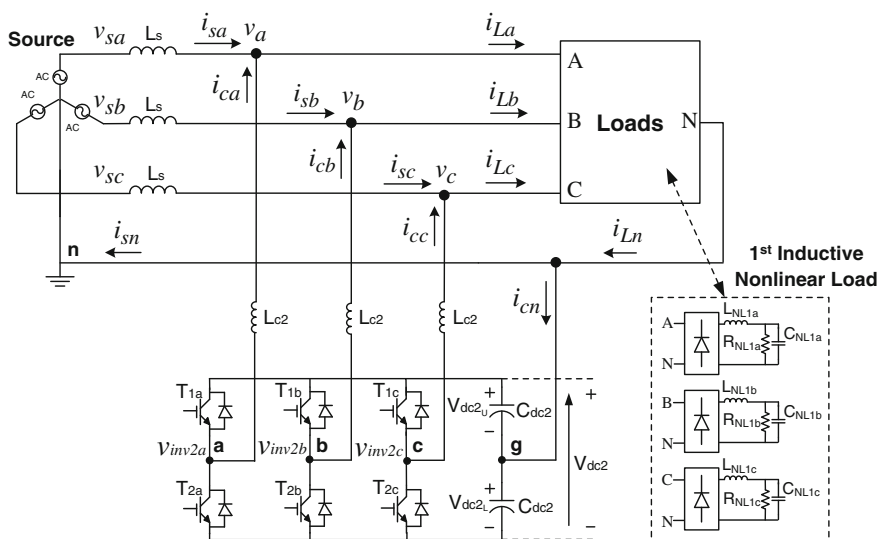 Source
AC
AC
AC
v_sa
L_s
i_sa
v_a
i_La
i_ca
v_sb
L_s
i_sb
v_b
i_Lb
i_cb
v_sc
L_s
i_sc
v_c
i_Lc
i_cc
A
B
C
N
Loads
n
i_sn
i_Ln
i_cn
1st Inductive
Nonlinear Load
L_c2
L_c2
L_c2
T_1a
T_1b
T_1c
v_inv2a
a
v_inv2b
b
v_inv2c
c
g
T_2a
T_2b
T_2c
V_dc2_U
+
−
C_dc2
V_dc2_L
+
−
C_dc2
+
V_dc2
−
A
N
L_NL1a
R_NL1a
C_NL1a
B
N
L_NL1b
R_NL1b
C_NL1b
C
N
L_NL1c
R_NL1c
C_NL1c